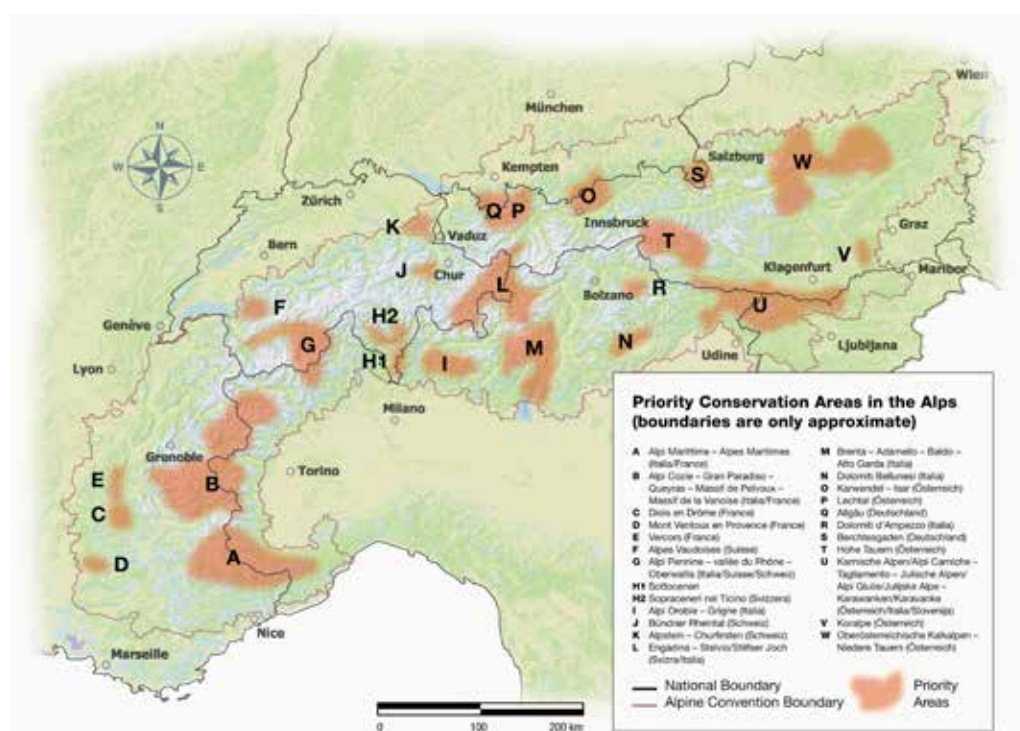 N
W E
S
Wien
München
Salzburg
W
Kempten
S
O
Zürich
Q P
Innsbruck
Graz
K
Vaduz
T
V
Bern
Klagenfurt
Maribor
J
Chur
L
Bolzano
R
F
U
H2
Genève
G
N
Ljubljana
H1
I
M
Udine
Lyon
Milano
Grenoble
Torino
E
B
C
D
A
Nice
Marseille
0 100 200 km
Priority Conservation Areas in the Alps
(boundaries are only approximate)
A Alpi Marittime – Alpes Maritimes
(Italia/France)
B Alpi Cozie – Gran Paradiso –
Queyras – Massif de Pelvoux –
Massif de la Vanoise (Italia/France)
C Diois en Drôme (France)
D Mont Ventoux en Provence (France)
E Vercors (France)
F Alpes Vaudoises (Suisse)
G Alpi Pennine – vallée du Rhône –
Oberwallis (Italia/Suisse/Schweiz)
H1 Sottoceneri
H2 Sopraceneri nel Ticino (Svizzera)
I Alpi Orobie – Grigne (Italia)
J Bündner Rheintal (Schweiz)
K Alpstein – Churfirsten (Schweiz)
L Engadina – Stelvio/Stilfser Joch
(Svizra/Italia)
M Brenta – Adamello – Baldo –
Alto Garda (Italia)
N Dolomiti Bellunesi (Italia)
O Karwendel – Isar (Österreich)
P Lechtal (Österreich)
Q Allgäu (Deutschland)
R Dolomiti d'Ampezzo (Italia)
S Berchtesgaden (Deutschland)
T Hohe Tauern (Österreich)
U Karnische Alpen/Alpi Carniche –
Tagliamento – Julische Alpen/
Alpi Giulie/Julijske Alpe –
Karawanken/Karavanke
(Österreich/Italia/Slovenija)
V Koralpe (Österreich)
W Oberösterreichische Kalkalpen –
Niedere Tauern (Österreich)
National Boundary
Alpine Convention Boundary
Priority
Areas